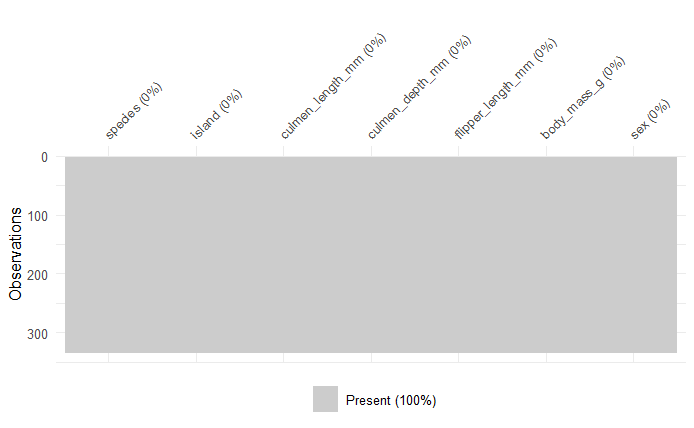 spedes (0%)
Island (0%)
culmen_length_mm (0%)
culmen_depth_mm (0%)
flipper_length_mm (0%)
body_mass_g (0%)
sex (0%)
0
100
200
300
Observations
Present (100%)